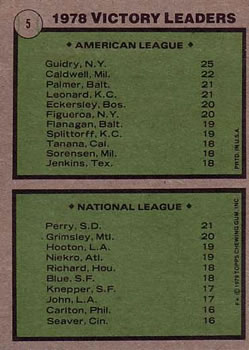 5
1978 VICTORY LEADERS
◆ AMERICAN LEAGUE ◆
Guidry, N.Y. 25
Caldwell, Mil. 22
Palmer, Balt. 21
Leonard, K.C. 21
Eckersley, Bos. 20
Figueroa, N.Y. 20
Flanagan, Balt. 19
Splittorff, K.C. 19
Tanana, Cal. 18
Sorensen, Mil. 18
Jenkins, Tex. 18
PRTD. IN U.S.A.
◆ NATIONAL LEAGUE ◆
Perry, S.D. 21
Grimsley, Mtl. 20
Hooton, L.A. 19
Niekro, Atl. 19
Richard, Hou. 18
Blue, S.F. 18
Knepper, S.F. 17
John, L.A. 17
Carlton, Phil. 16
Seaver, Cin. 16
© 1979 TOPPS CHEWING GUM, INC.